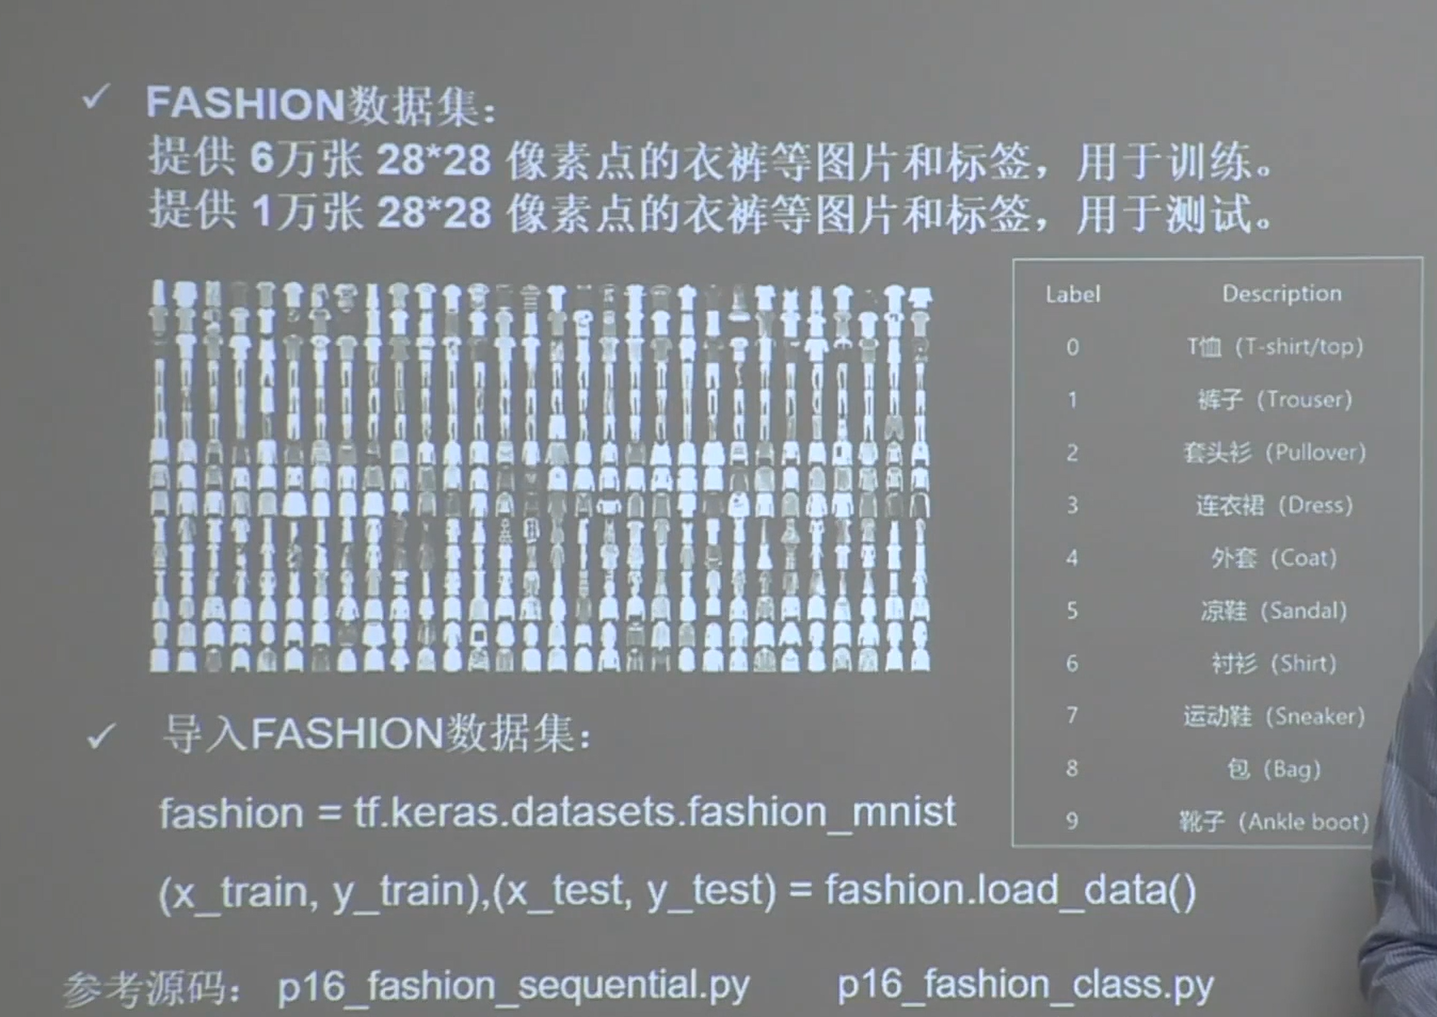 ✓ FASHION数据集：
提供 6万张 28*28 像素点的衣裤等图片和标签，用于训练。
提供 1万张 28*28 像素点的衣裤等图片和标签，用于测试。
Label Description
0 T恤（T-shirt/top）
1 裤子（Trouser）
2 套头衫（Pullover）
3 连衣裙（Dress）
4 外套（Coat）
5 凉鞋（Sandal）
6 衬衫（Shirt）
7 运动鞋（Sneaker）
8 包（Bag）
9 靴子（Ankle boot）
✓ 导入FASHION数据集：
fashion = tf.keras.datasets.fashion_mnist
(x_train, y_train),(x_test, y_test) = fashion.load_data()
参考源码： p16_fashion_sequential.py p16_fashion_class.py